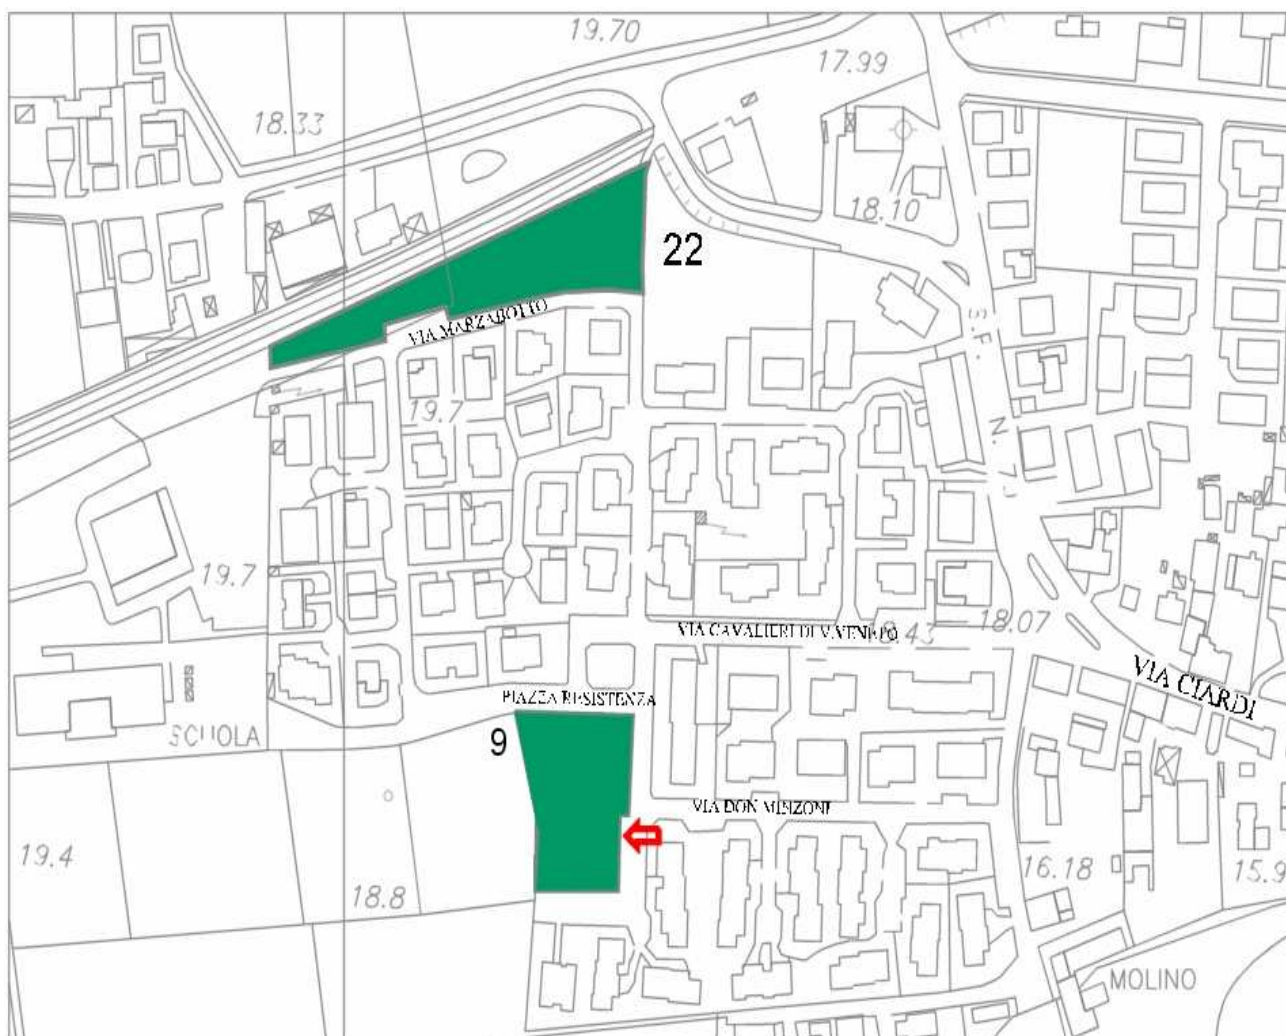 19.70
17.99
18.33
18.10
22
VIA MARZABOTTO
S.P. N.
19.7
19.7
VIA CAVALIERI DI V.VENETO
18.43
18.07
VIA CIARDI
PIAZZA RESISTENZA
SCUOLA
9
VIA DON MINZONI
19.4
18.8
16.18
15.9
MOLINO